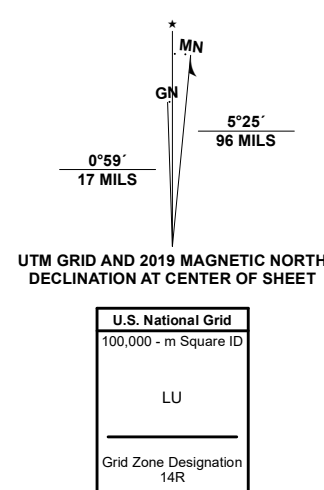 ★
MN
GN
5°25´
96 MILS
0°59´
17 MILS
UTM GRID AND 2019 MAGNETIC NORTH
DECLINATION AT CENTER OF SHEET
U.S. National Grid
100,000 - m Square ID
LU
Grid Zone Designation
14R